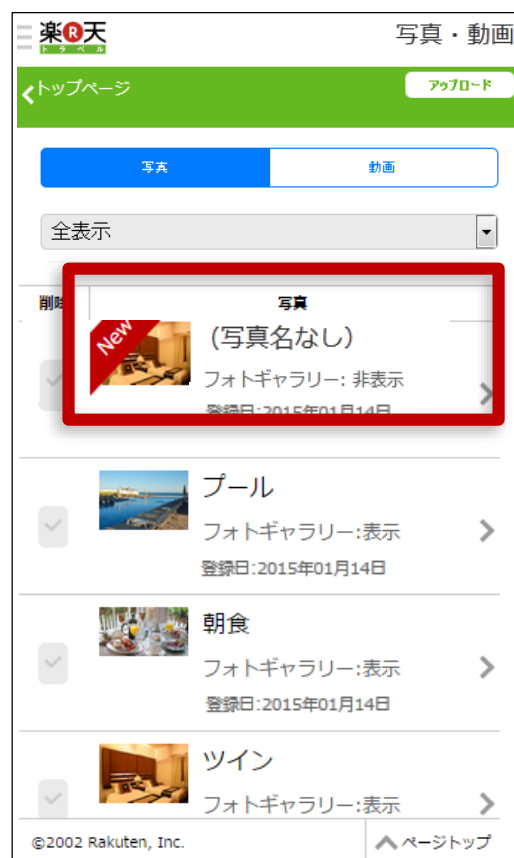 楽R天
トラベル
写真・動画
トップページ
アップロード
写真
動画
全表示
削除
写真
New
(写真名なし)
フォトギャラリー: 非表示
登録日:2015年01月14日
プール
フォトギャラリー:表示
登録日:2015年01月14日
朝食
フォトギャラリー:表示
登録日:2015年01月14日
ツイン
フォトギャラリー:表示
©2002 Rakuten, Inc.
ページトップ